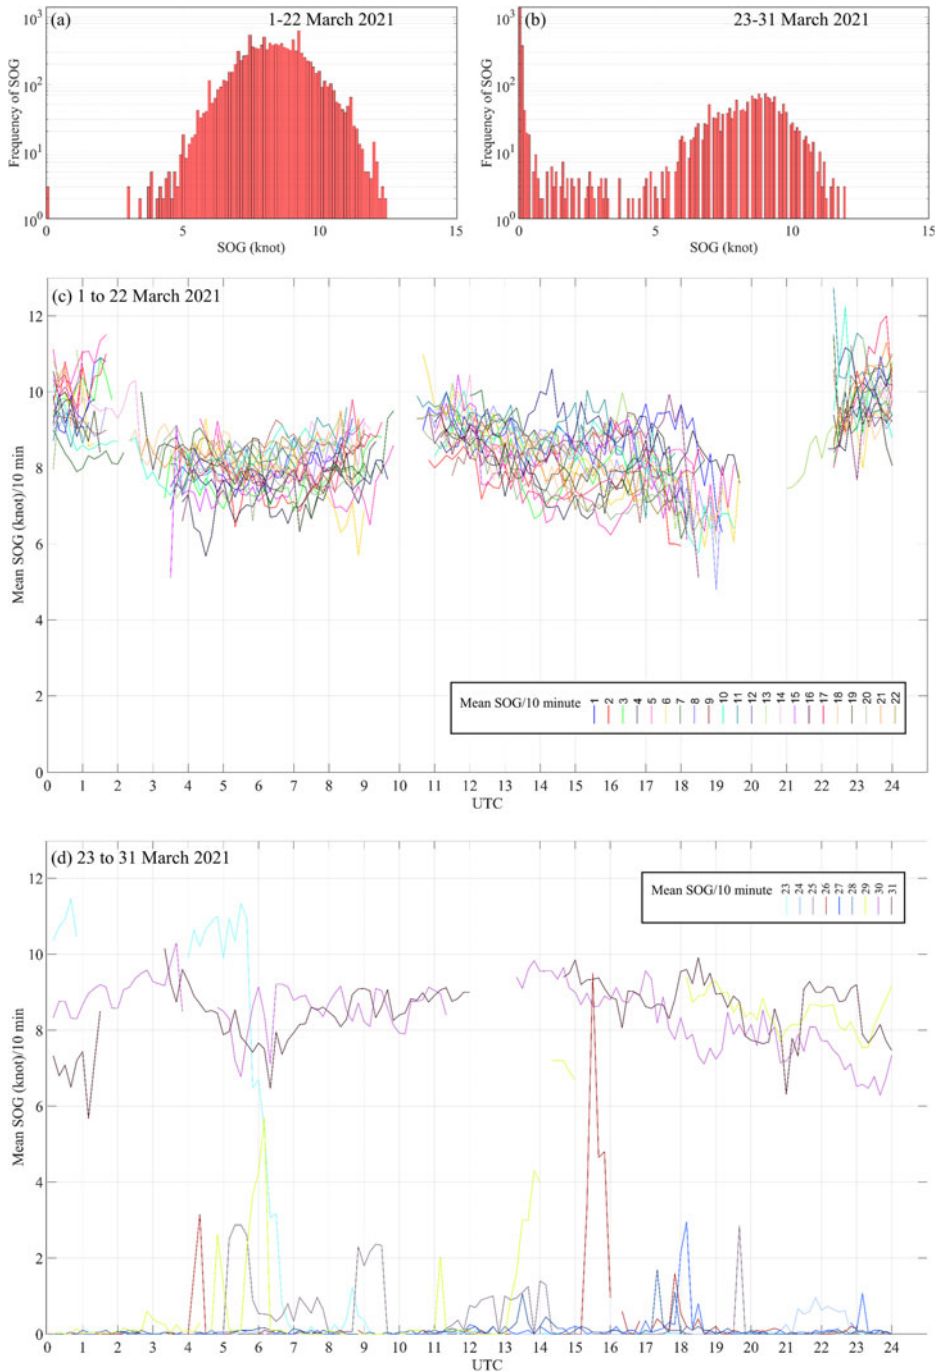 (a) 1-22 March 2021
Frequency of SOG
10³
10²
10¹
10⁰
0 5 10 15
SOG (knot)
(b) 23-31 March 2021
Frequency of SOG
10³
10²
10¹
10⁰
0 5 10 15
SOG (knot)
(c) 1 to 22 March 2021
Mean SOG (knot)/10 min
12
10
8
6
4
2
0
Mean SOG/10 minute
1 2 3 4 5 6 7 8 9 10 11 12 13 14 15 16 17 18 19 20 21 22
0 1 2 3 4 5 6 7 8 9 10 11 12 13 14 15 16 17 18 19 20 21 22 23 24
UTC
(d) 23 to 31 March 2021
Mean SOG (knot)/10 min
12
10
8
6
4
2
0
Mean SOG/10 minute
23 24 25 26 27 28 29 30 31
0 1 2 3 4 5 6 7 8 9 10 11 12 13 14 15 16 17 18 19 20 21 22 23 24
UTC